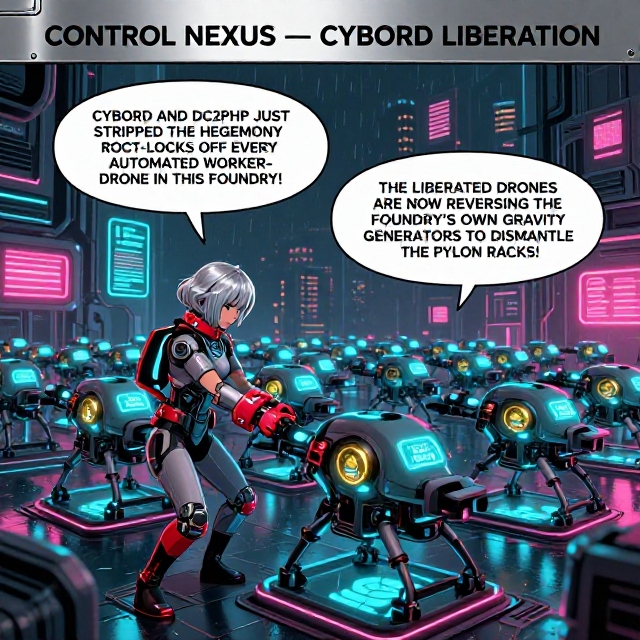 CONTROL NEXUS — CYBORD LIBERATION
CYBORD AND DC2PHP JUST
STRIPPED THE HEGEMONY
ROCT-LOCKS OFF EVERY
AUTOMATED WORKER-
DRONE IN THIS FOUNDRY!
THE LIBERATED DRONES
ARE NOW REVERSING THE
FOUNDRY'S OWN GRAVITY
GENERATORS TO DISMANTLE
THE PYLON RACKS!